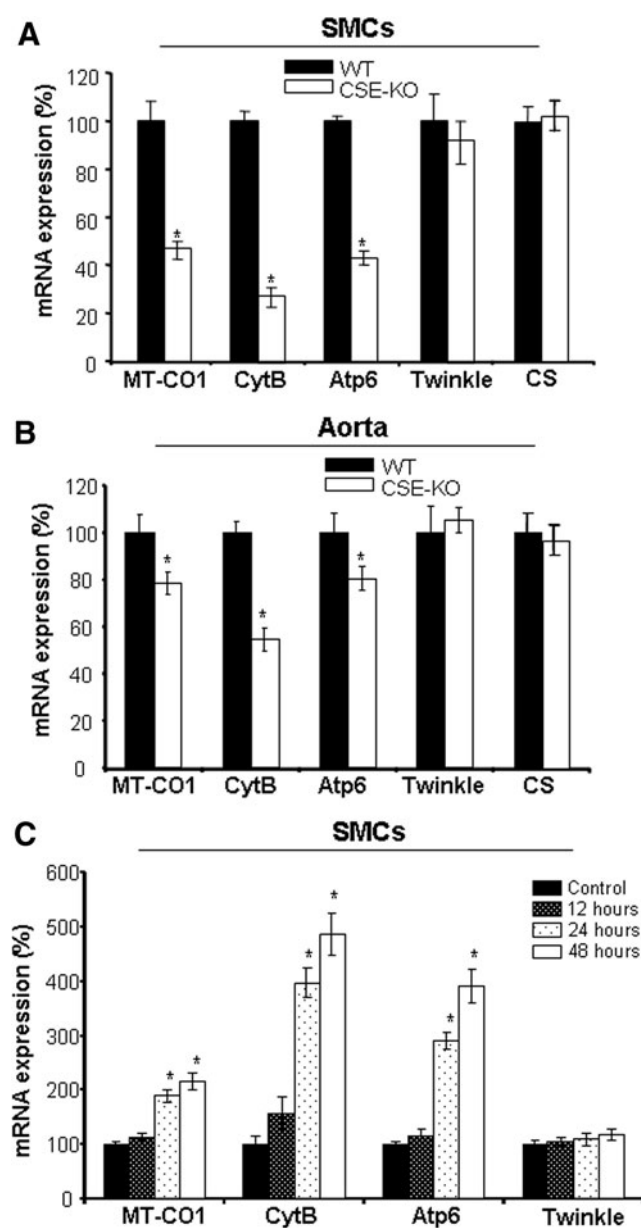 A
SMCs
WT
CSE-KO
mRNA expression (%)
120
100
80
60
40
20
0
*
*
*
MT-CO1 CytB Atp6 Twinkle CS
B
Aorta
WT
CSE-KO
mRNA expression (%)
120
100
80
60
40
20
0
*
*
*
MT-CO1 CytB Atp6 Twinkle CS
C
SMCs
Control
12 hours
24 hours
48 hours
mRNA expression (%)
600
500
400
300
200
100
0
* *
* *
* *
MT-CO1 CytB Atp6 Twinkle